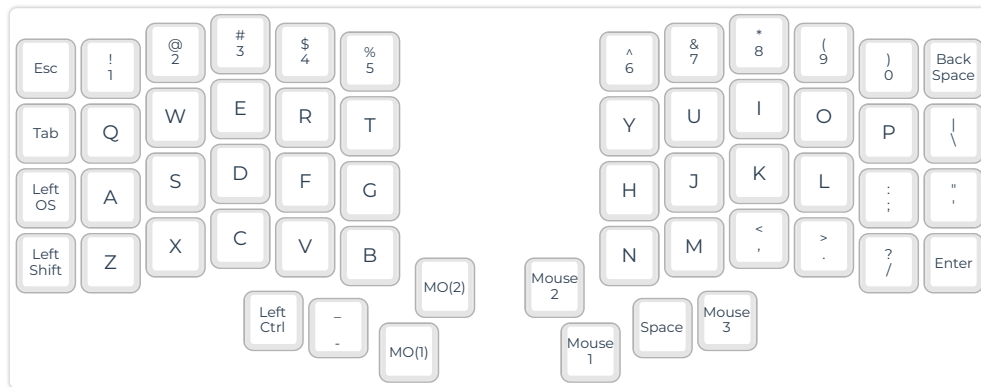 Esc
!
1
@
2
#
3
$
4
%
5
^
6
&
7
*
8
(
9
)
0
Back
Space
Tab
Q
W
E
R
T
Y
U
I
O
P
|
\
Left
OS
A
S
D
F
G
H
J
K
L
:
;
"
'
Left
Shift
Z
X
C
V
B
N
M
<
,
>
.
?
/
Enter
MO(2)
Mouse
2
Left
Ctrl
_
-
MO(1)
Mouse
1
Space
Mouse
3